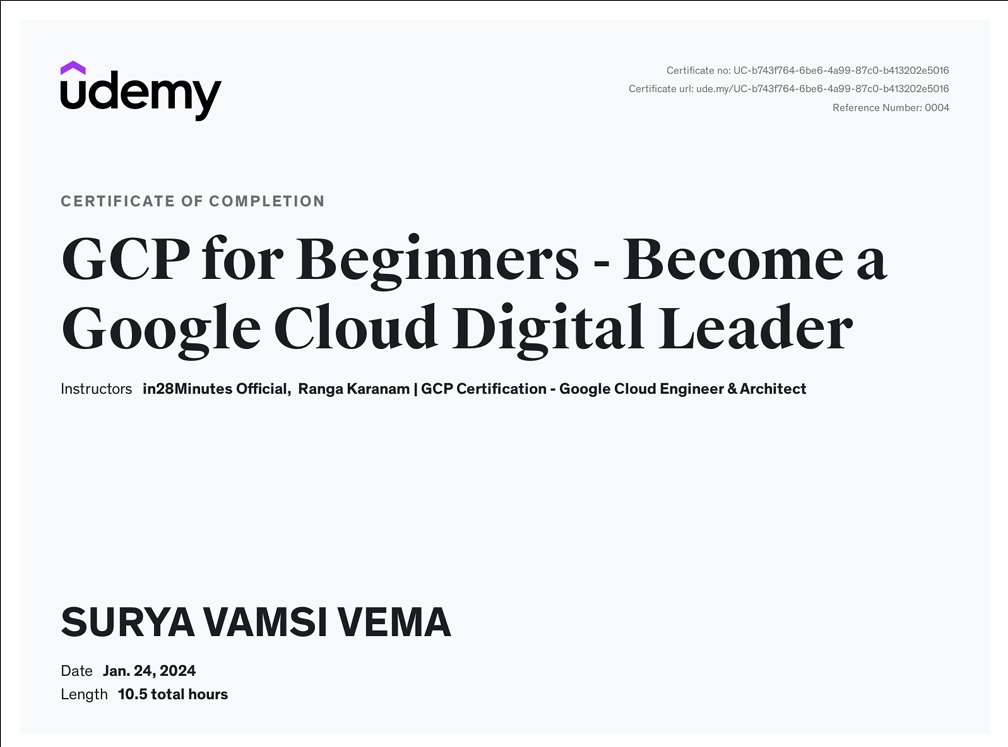 udemy
Certificate no: UC-b743f764-6be6-4a99-87c0-b413202e5016
Certificate url: ude.my/UC-b743f764-6be6-4a99-87c0-b413202e5016
Reference Number: 0004
CERTIFICATE OF COMPLETION
GCP for Beginners - Become a
Google Cloud Digital Leader
Instructors in28Minutes Official, Ranga Karanam | GCP Certification - Google Cloud Engineer & Architect
SURYA VAMSI VEMA
Date Jan. 24, 2024
Length 10.5 total hours